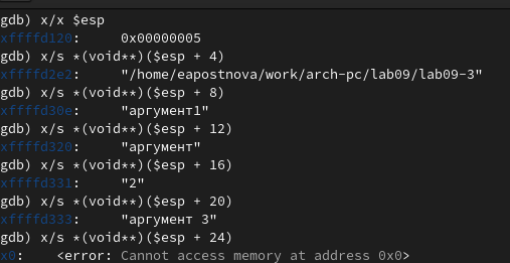 gdb) x/x $esp
xffffd120:     0x00000005
gdb) x/s *(void**)($esp + 4)
xffffd2e2:     "/home/eapostnova/work/arch-pc/lab09/lab09-3"
gdb) x/s *(void**)($esp + 8)
xffffd30e:     "аргумент1"
gdb) x/s *(void**)($esp + 12)
xffffd320:     "аргумент"
gdb) x/s *(void**)($esp + 16)
xffffd331:     "2"
gdb) x/s *(void**)($esp + 20)
xffffd333:     "аргумент 3"
gdb) x/s *(void**)($esp + 24)
x0:     <error: Cannot access memory at address 0x0>